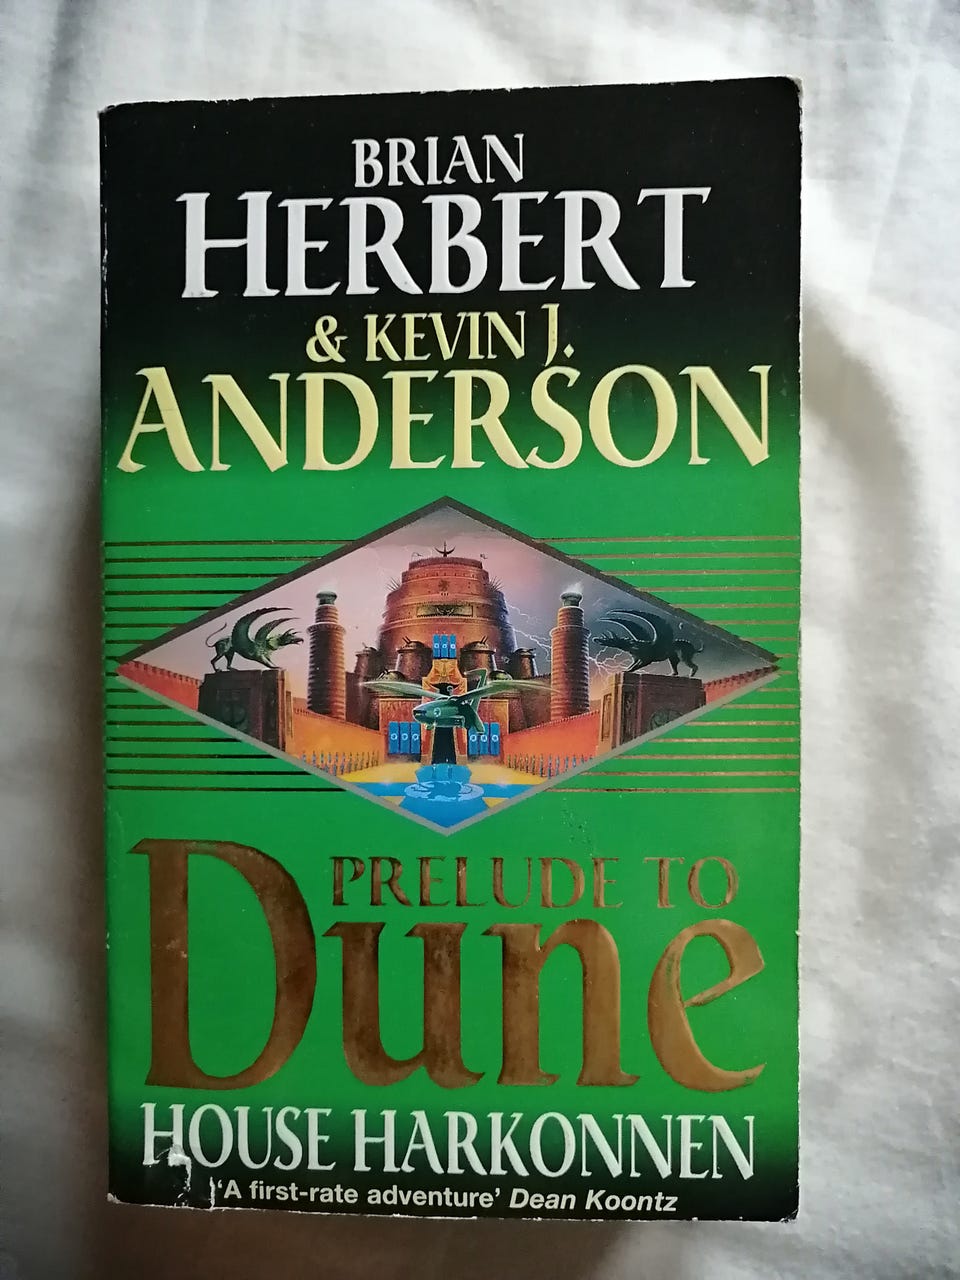 BRIAN
HERBERT
& KEVIN J.
ANDERSON
PRELUDE TO
Dune
HOUSE HARKONNEN
'A first-rate adventure' Dean Koontz